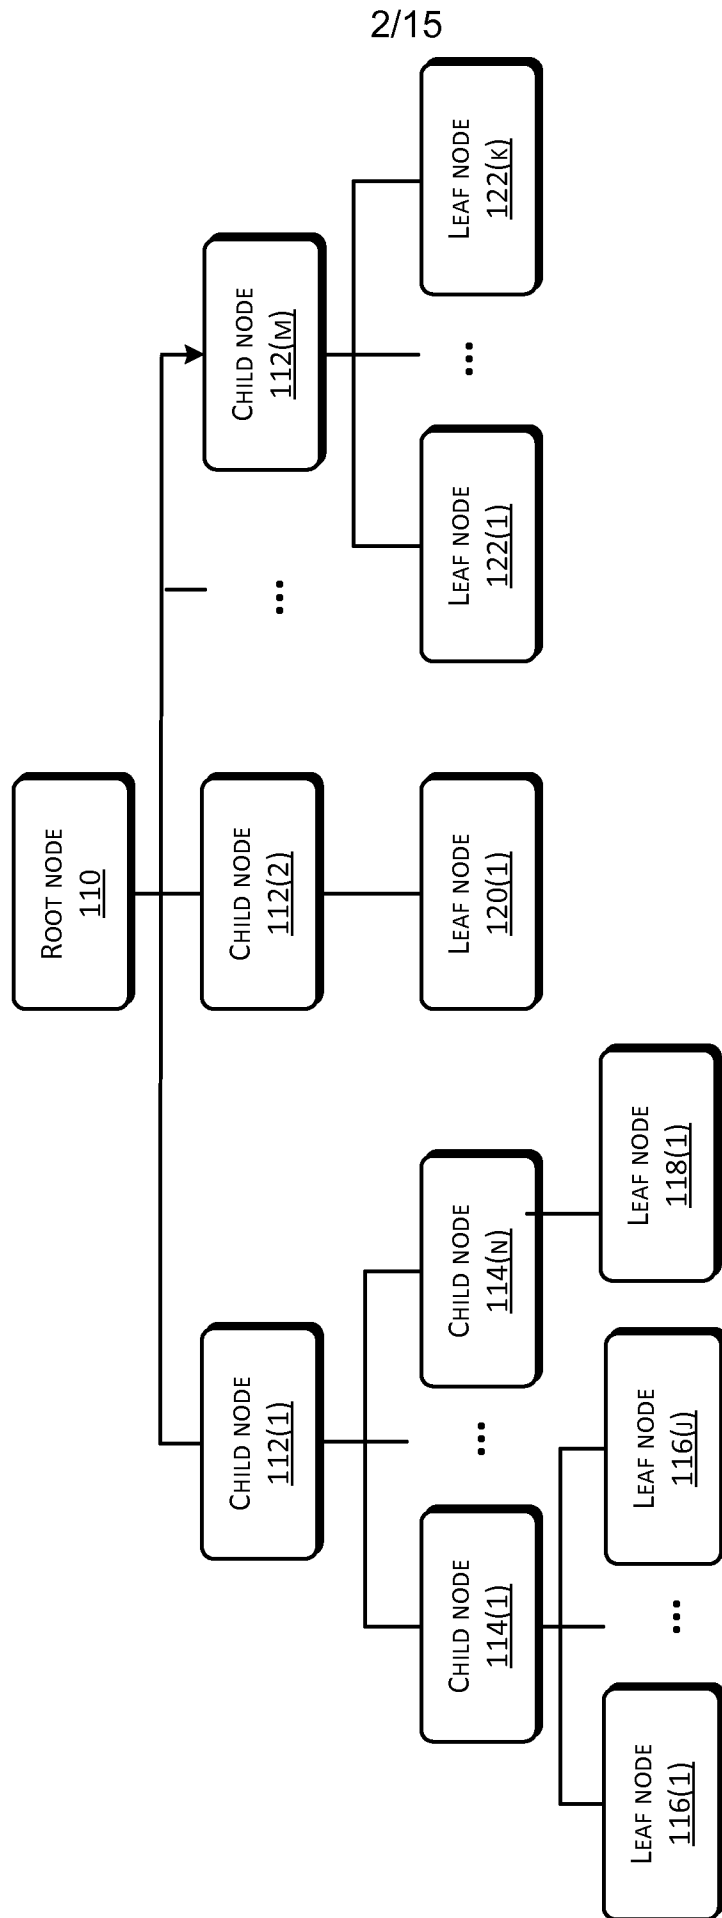 2/15
ROOT NODE
110
CHILD NODE
112(1)
CHILD NODE
112(2)
...
CHILD NODE
112(M)
CHILD NODE
114(1)
...
CHILD NODE
114(N)
LEAF NODE
120(1)
LEAF NODE
122(1)
...
LEAF NODE
122(K)
LEAF NODE
116(1)
...
LEAF NODE
116(J)
LEAF NODE
118(1)